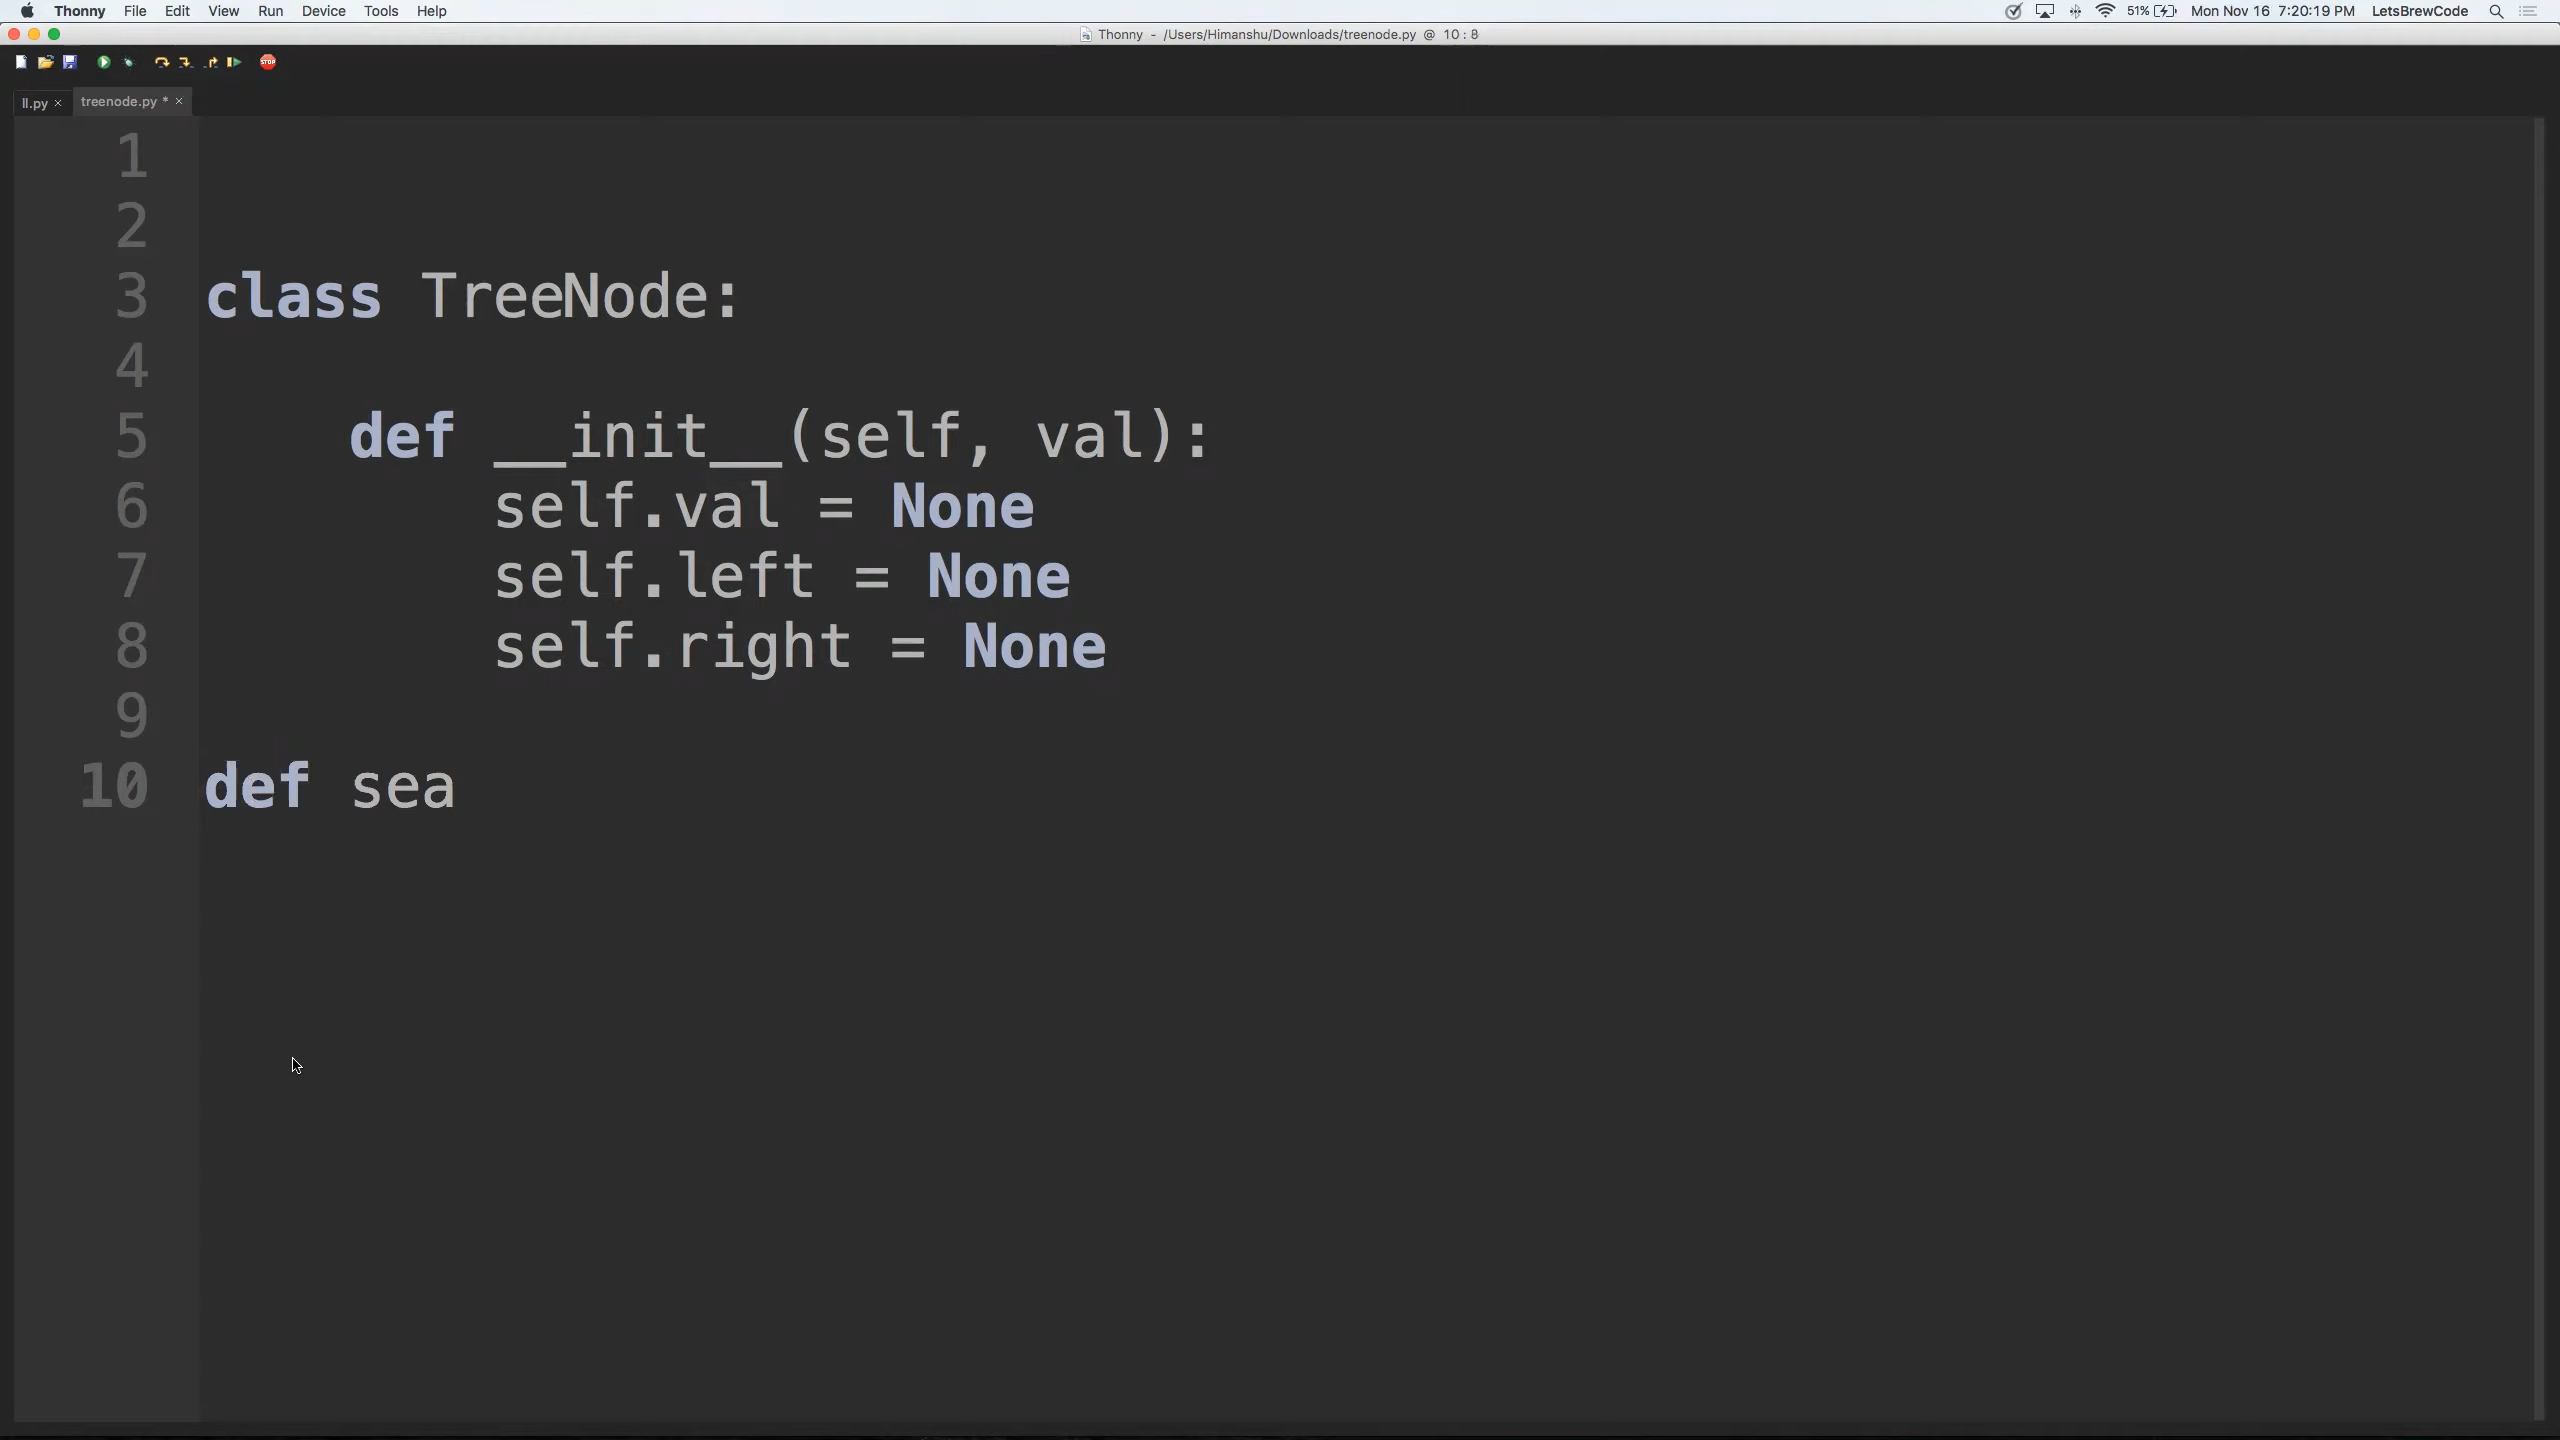 Thonny File Edit View Run Device Tools Help 51% Mon Nov 16 7:20:19 PM LetsBrewCode
Thonny - /Users/Himanshu/Downloads/treenode.py @ 10 : 8
STOP
ll.py × treenode.py * ×
1
2
3 class TreeNode:
4
5 def __init__(self, val):
6 self.val = None
7 self.left = None
8 self.right = None
9
10 def sea